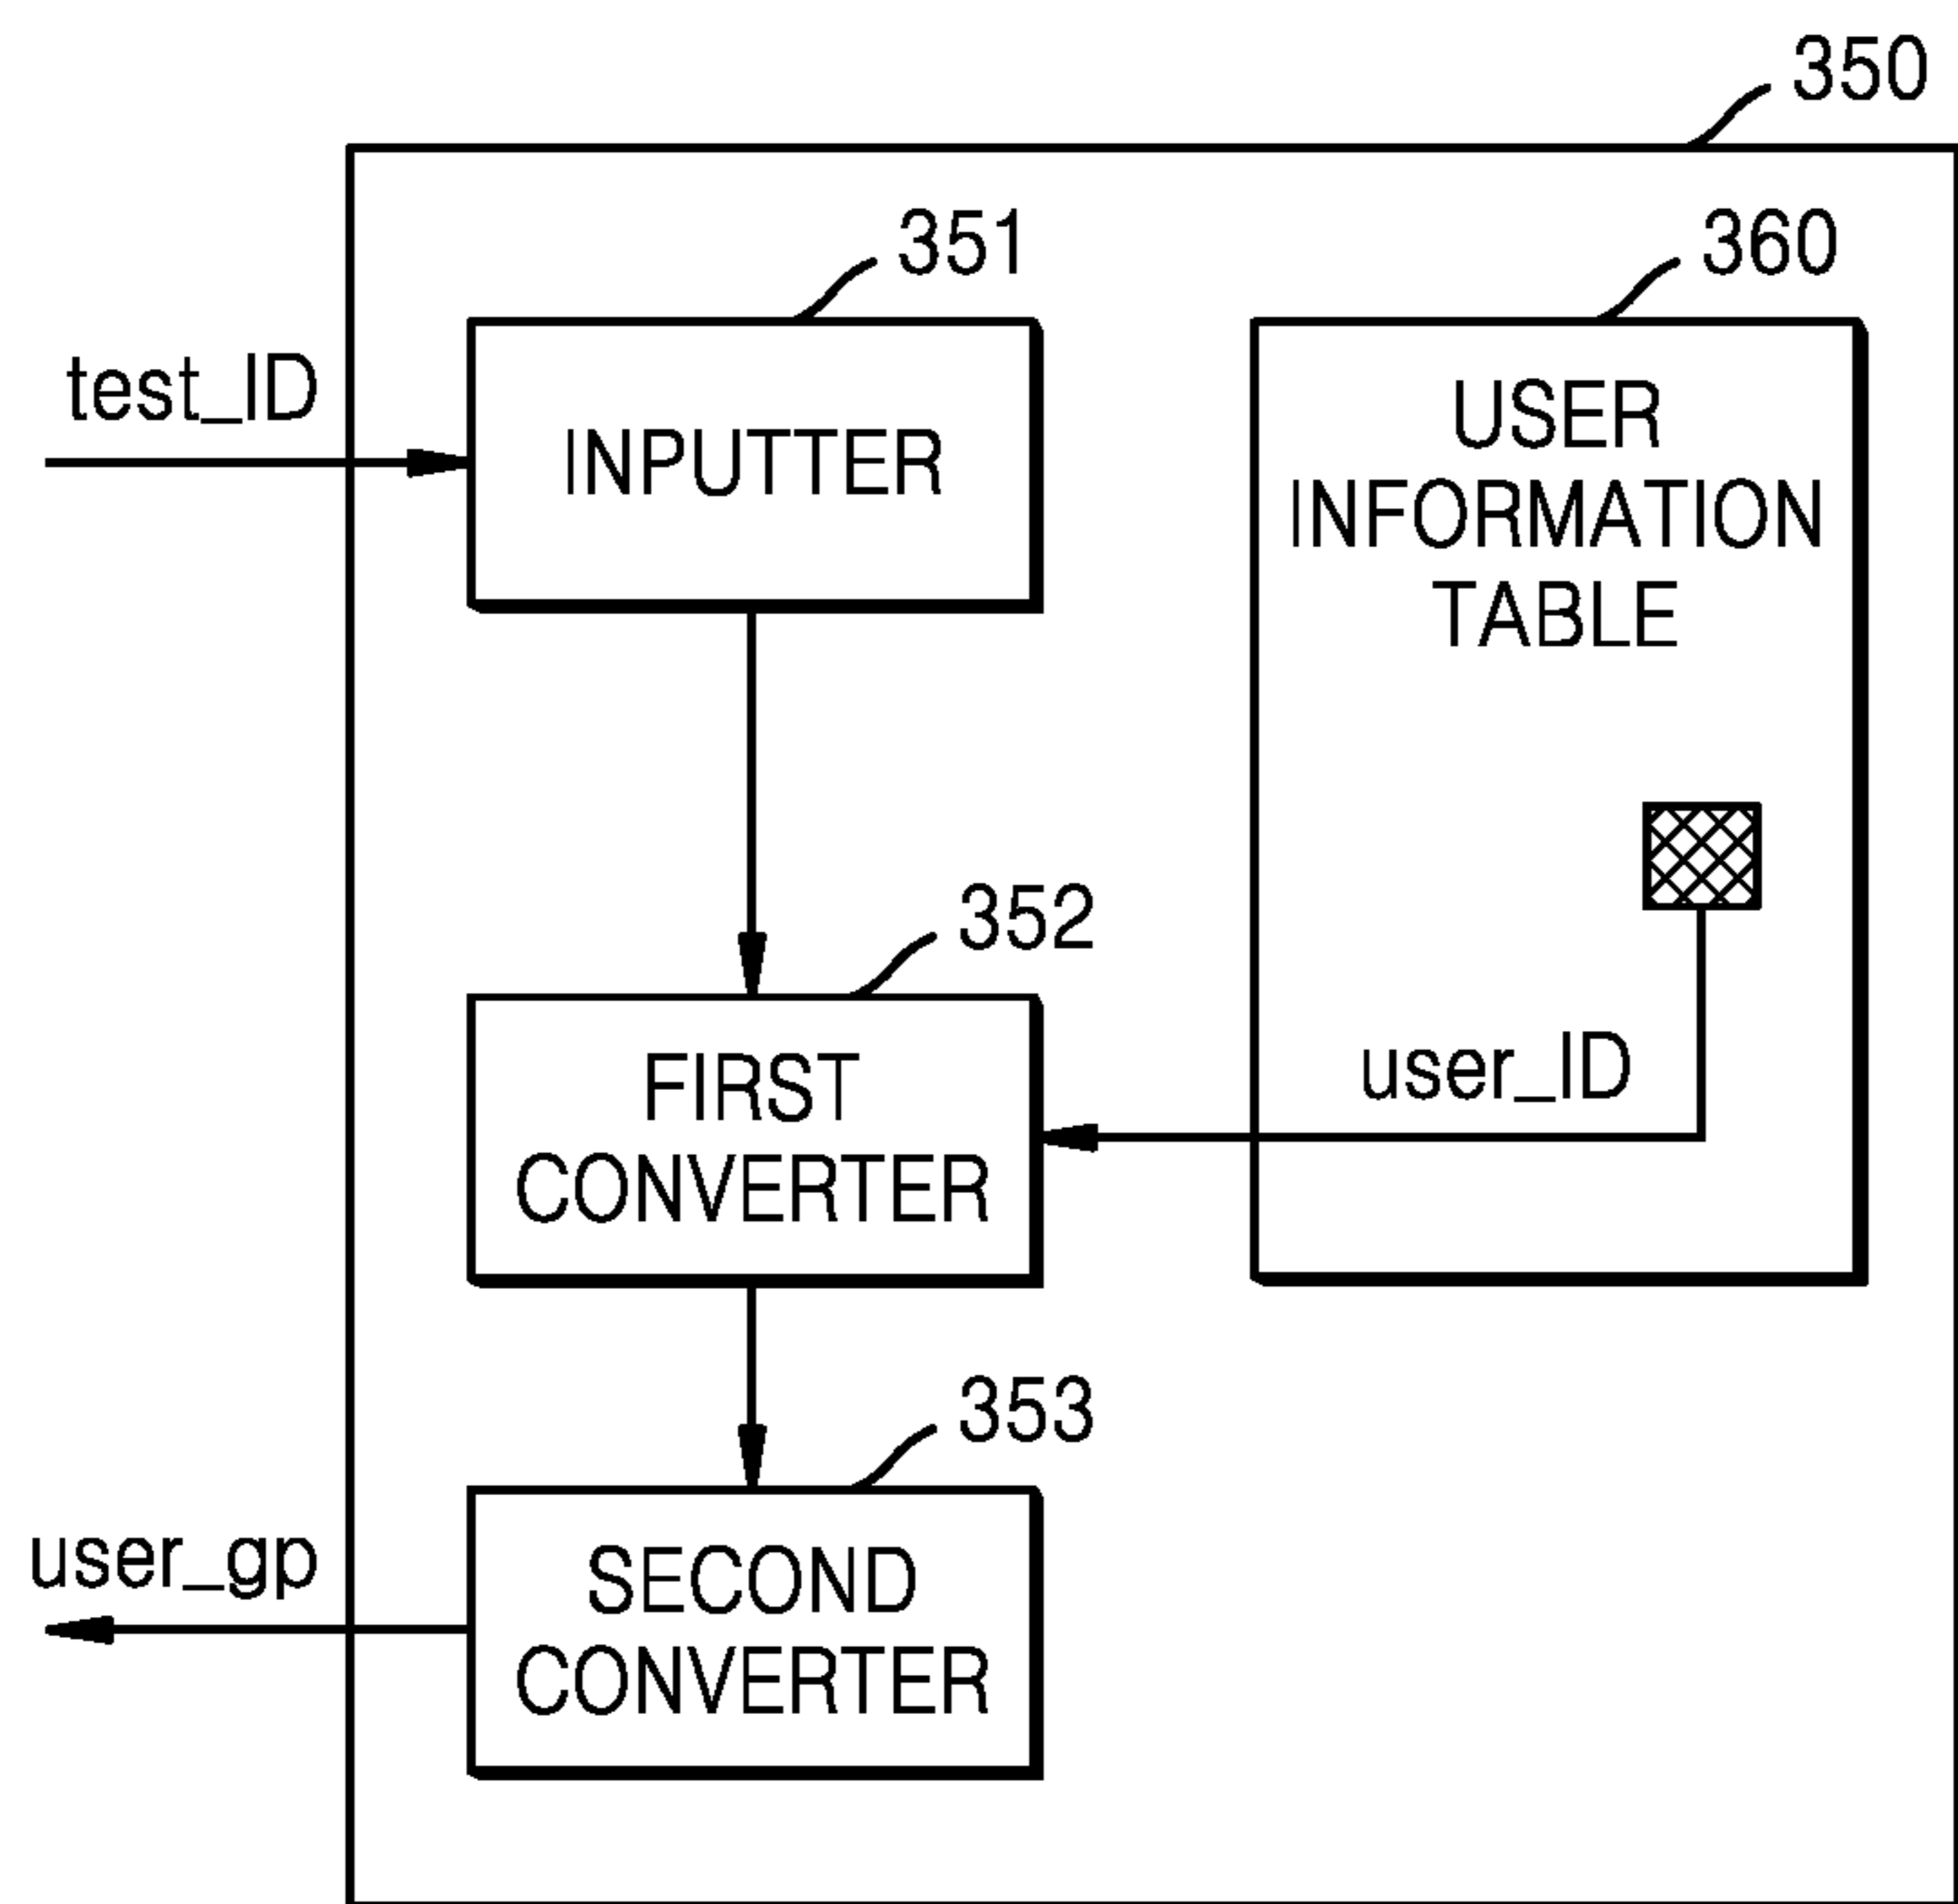 350
351
360
test_ID
INPUTTER
USER
INFORMATION
TABLE
352
FIRST
CONVERTER
user_ID
353
user_gp
SECOND
CONVERTER